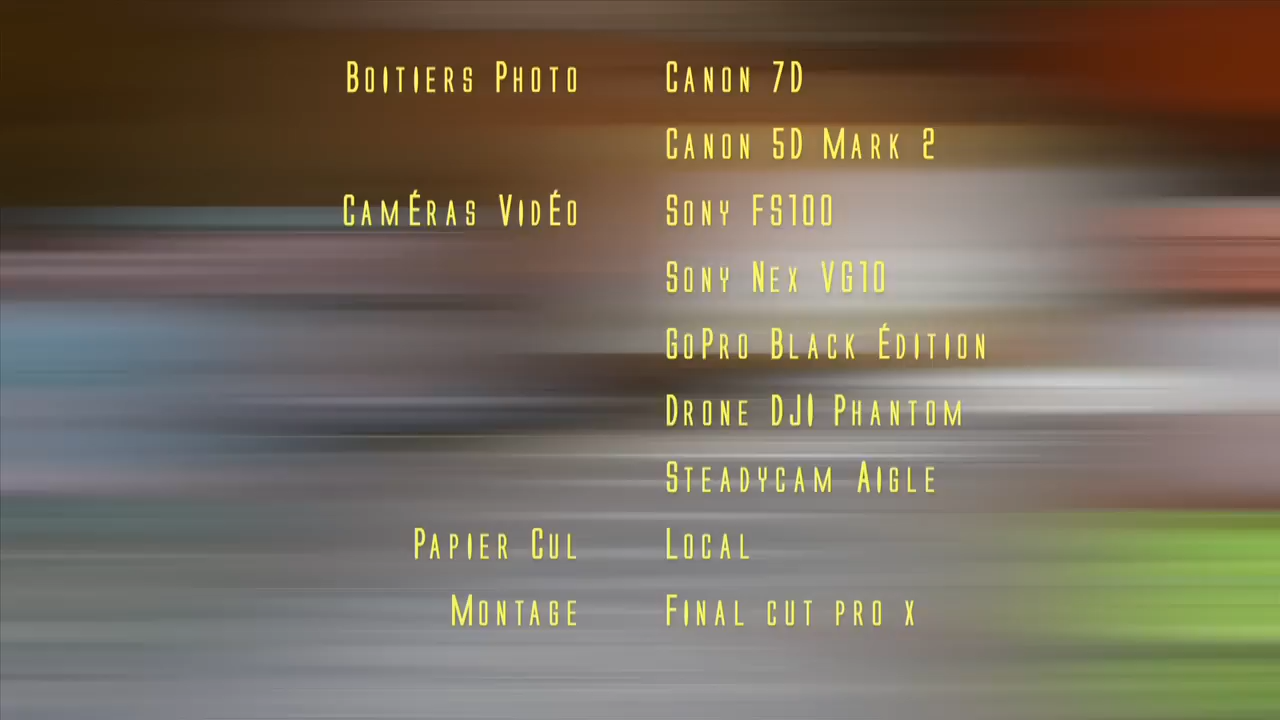 Boitiers Photo Canon 7D
Canon 5D Mark 2
CamÉras VidÉo Sony FS100
Sony Nex VG10
GoPro Black Édition
Drone DJI Phantom
Steadycam Aigle
Papier Cul Local
Montage Final cut pro x